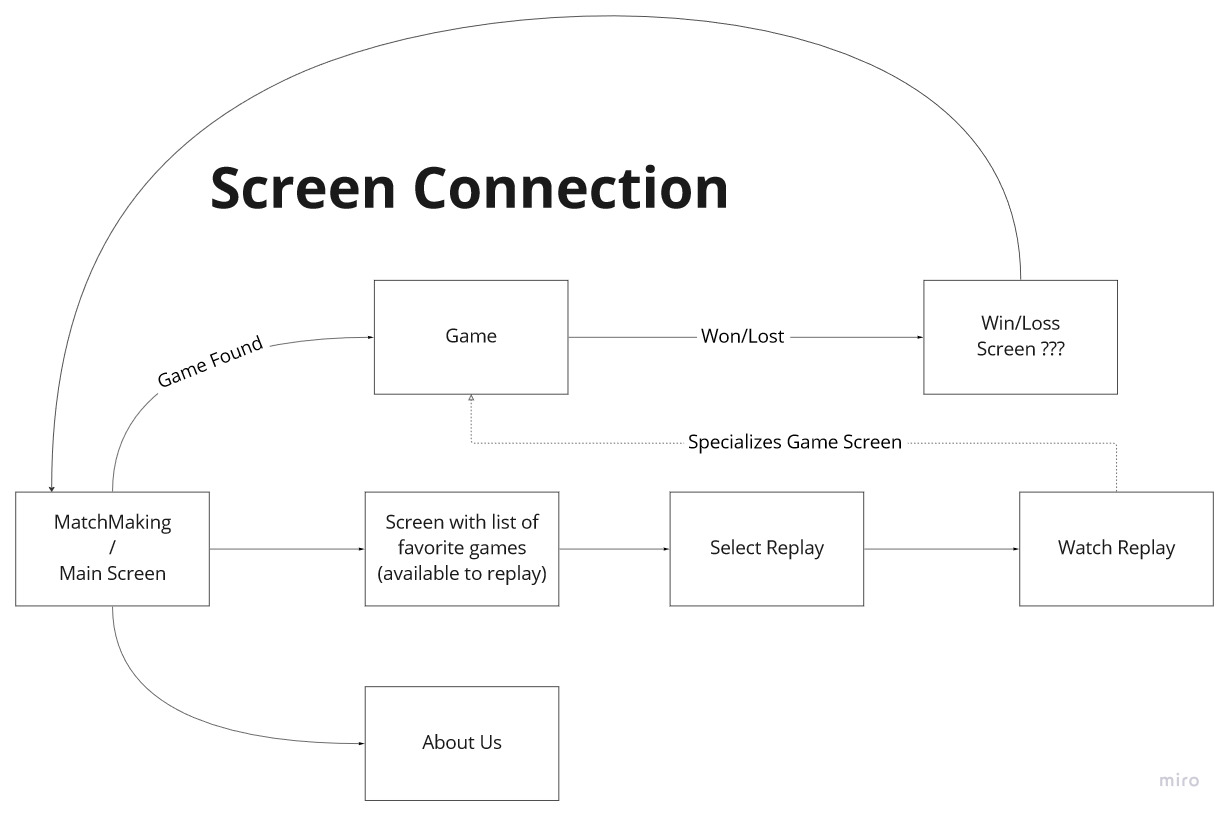 Screen Connection
Game Found
Game
Won/Lost
Win/Loss
Screen ???
Specializes Game Screen
MatchMaking
/
Main Screen
Screen with list of
favorite games
(available to replay)
Select Replay
Watch Replay
About Us
miro